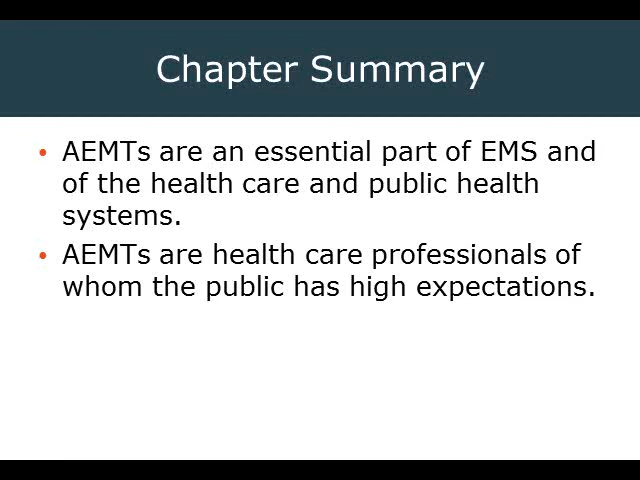 Chapter Summary
• AEMTs are an essential part of EMS and
of the health care and public health
systems.
• AEMTs are health care professionals of
whom the public has high expectations.